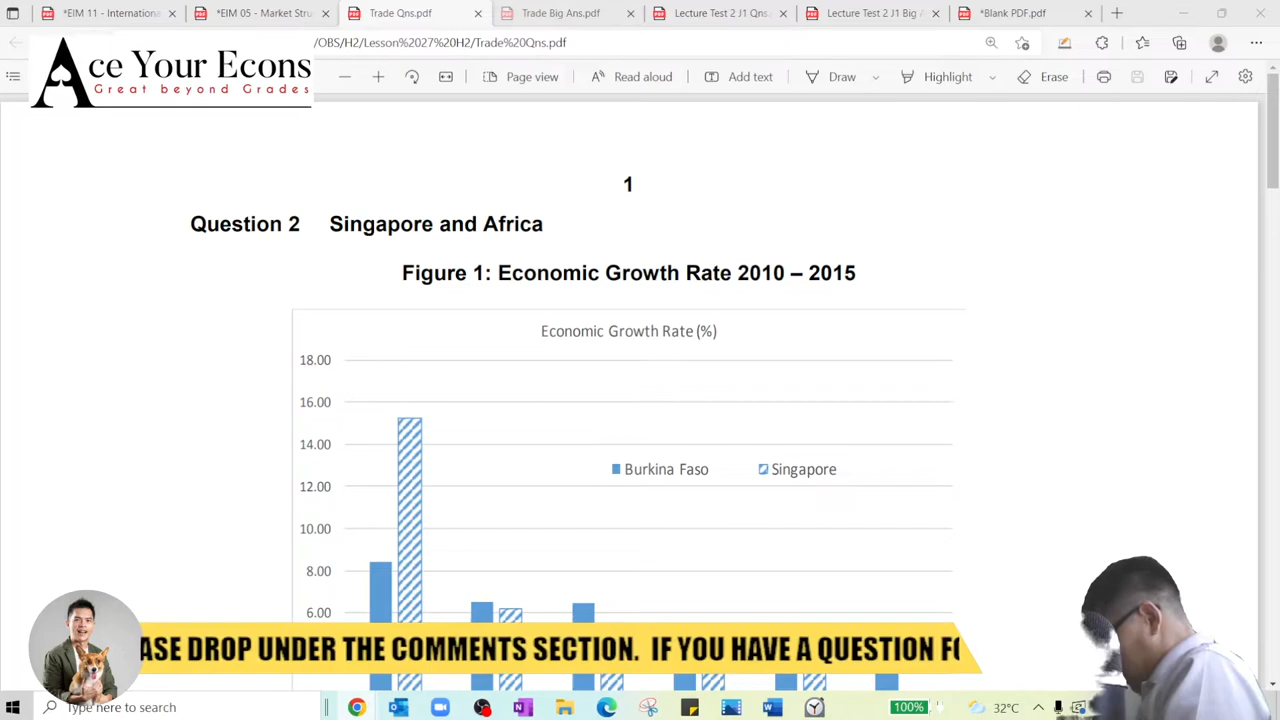 *EIM 11 - Internationa
*EIM 05 - Market Stru
Trade Qns.pdf
Trade Big Ans.pdf
Lecture Test 2 J1 Qns.
Lecture Test 2 J1 Big
*Blank PDF.pdf
/OBS/H2/Lesson%2027%20H2/Trade%20Qns.pdf
Ace Your Econs
Great beyond Grades
Page view
Read aloud
Add text
Draw
Highlight
Erase
1
Question 2 Singapore and Africa
Figure 1: Economic Growth Rate 2010 – 2015
Economic Growth Rate (%)
18.00
16.00
14.00
Burkina Faso
Singapore
12.00
10.00
8.00
6.00
ASE DROP UNDER THE COMMENTS SECTION. IF YOU HAVE A QUESTION
Type here to search
100%
32°C